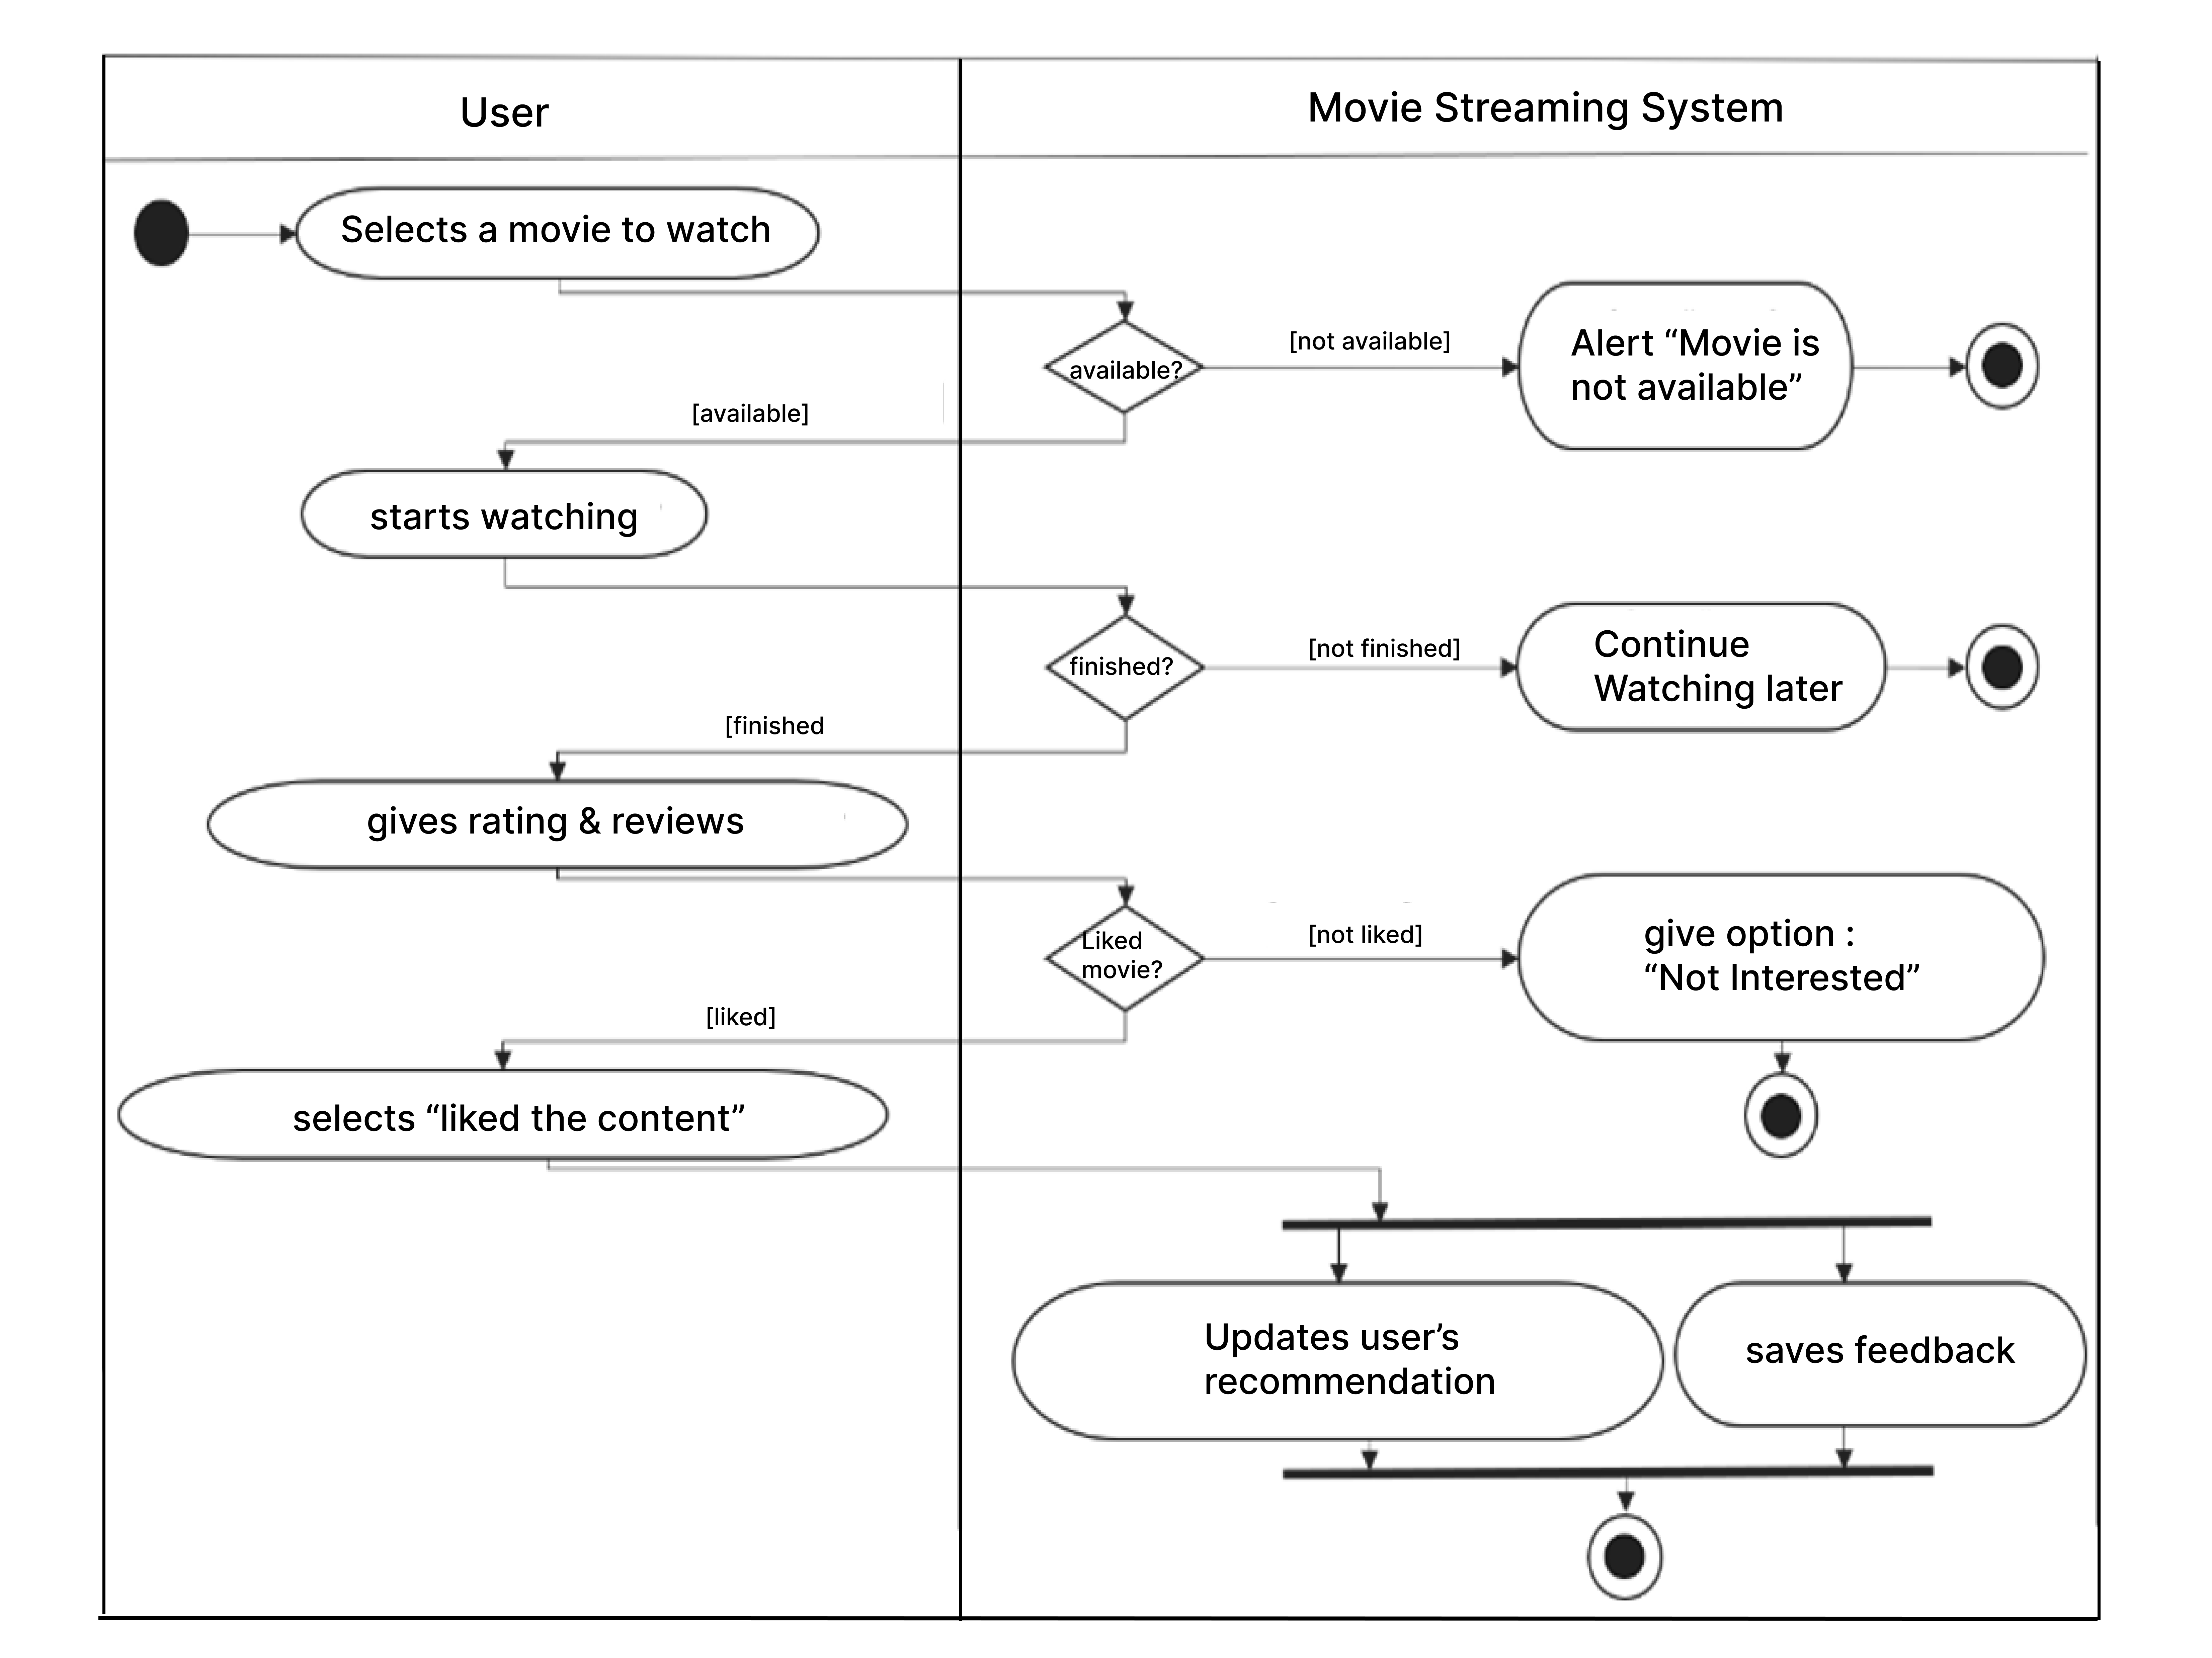 User
Movie Streaming System
Selects a movie to watch
available?
[not available]
Alert “Movie is
not available”
[available]
starts watching
finished?
[not finished]
Continue
Watching later
[finished
gives rating & reviews
Liked
movie?
[not liked]
give option :
“Not Interested”
[liked]
selects “liked the content”
Updates user’s
recommendation
saves feedback